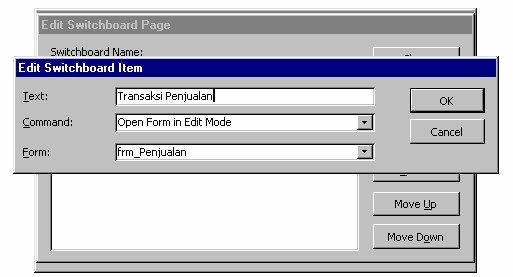 Edit Switchboard Page
Switchboard Name:
Edit Switchboard Item
Text: Transaksi Penjualan OK
Command: Open Form in Edit Mode Cancel
Form: frm_Penjualan
Move Up
Move Down